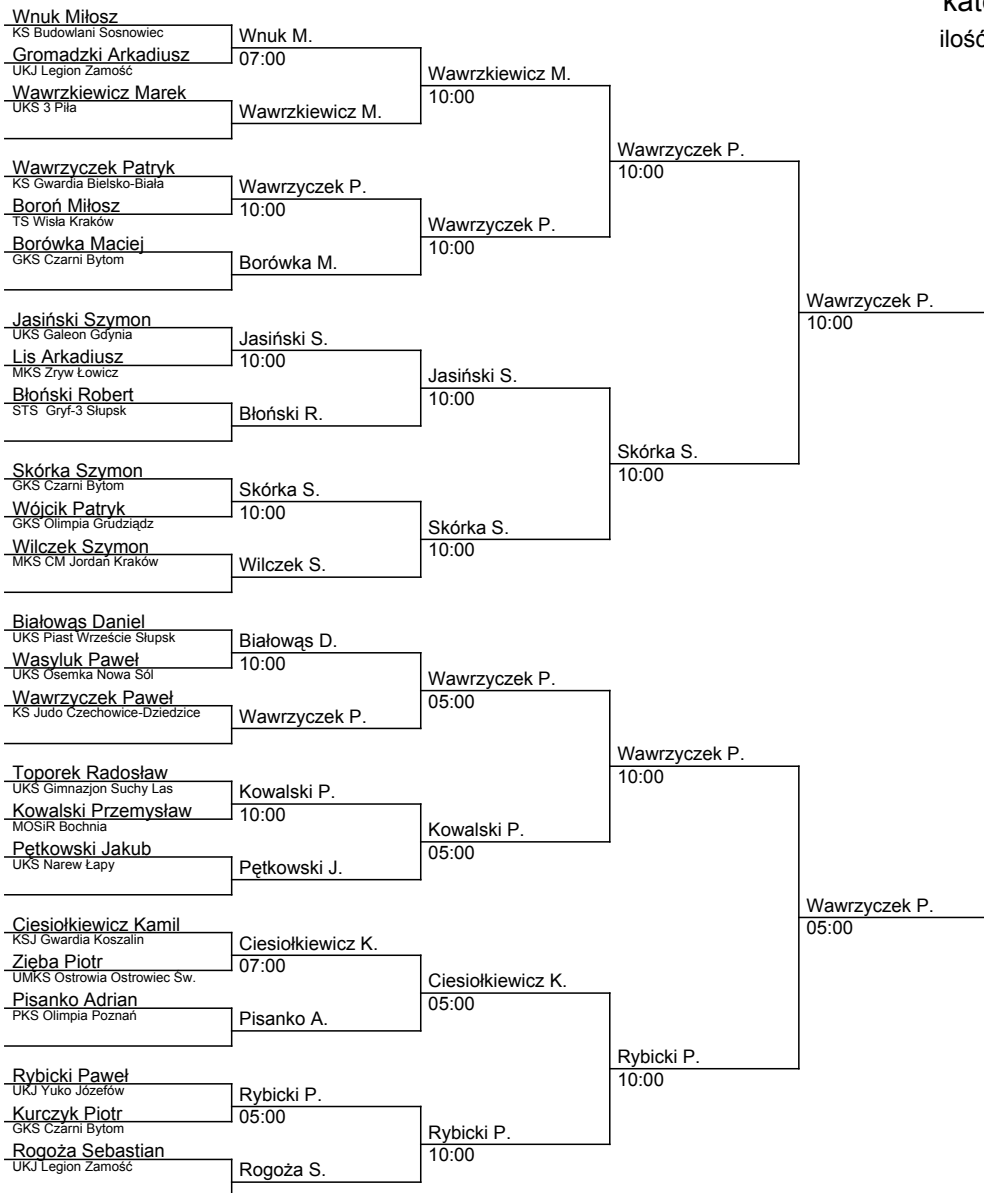 Wnuk Miłosz
KS Budowlani Sosnowiec
Gromadzki Arkadiusz
UKJ Legion Zamość
Wawrzkiewicz Marek
UKS 3 Piła
Wawrzyczek Patryk
KS Gwardia Bielsko-Biała
Boroń Miłosz
TS Wisła Kraków
Borówka Maciej
GKS Czarni Bytom
Jasiński Szymon
UKS Galeon Gdynia
Lis Arkadiusz
MKS Zryw Łowicz
Błoński Robert
STS Gryf-3 Słupsk
Skórka Szymon
GKS Czarni Bytom
Wójcik Patryk
GKS Olimpia Grudziądz
Wilczek Szymon
MKS CM Jordan Kraków
Białowąs Daniel
UKS Piast Wrzeście Słupsk
Wasyluk Paweł
UKS Ósemka Nowa Sól
Wawrzyczek Paweł
KS Judo Czechowice-Dziedzice
Toporek Radosław
UKS Gimnazjon Suchy Las
Kowalski Przemysław
MOSiR Bochnia
Pętkowski Jakub
UKS Narew Łapy
Ciesiołkiewicz Kamil
KSJ Gwardia Koszalin
Zięba Piotr
UMKS Ostrowia Ostrowiec Św.
Pisanko Adrian
PKS Olimpia Poznań
Rybicki Paweł
UKJ Yuko Józefów
Kurczyk Piotr
GKS Czarni Bytom
Rogoża Sebastian
UKJ Legion Zamość
Wnuk M.
07:00
Wawrzkiewicz M.
Wawrzyczek P.
10:00
Borówka M.
Jasiński S.
10:00
Błoński R.
Skórka S.
10:00
Wilczek S.
Białowąs D.
10:00
Wawrzyczek P.
Kowalski P.
10:00
Pętkowski J.
Ciesiołkiewicz K.
07:00
Pisanko A.
Rybicki P.
05:00
Rogoża S.
Wawrzkiewicz M.
10:00
Wawrzyczek P.
10:00
Jasiński S.
10:00
Skórka S.
10:00
Wawrzyczek P.
05:00
Kowalski P.
05:00
Ciesiołkiewicz K.
05:00
Rybicki P.
10:00
Wawrzyczek P.
10:00
Skórka S.
10:00
Wawrzyczek P.
10:00
Rybicki P.
10:00
Wawrzyczek P.
10:00
Wawrzyczek P.
05:00
ilość